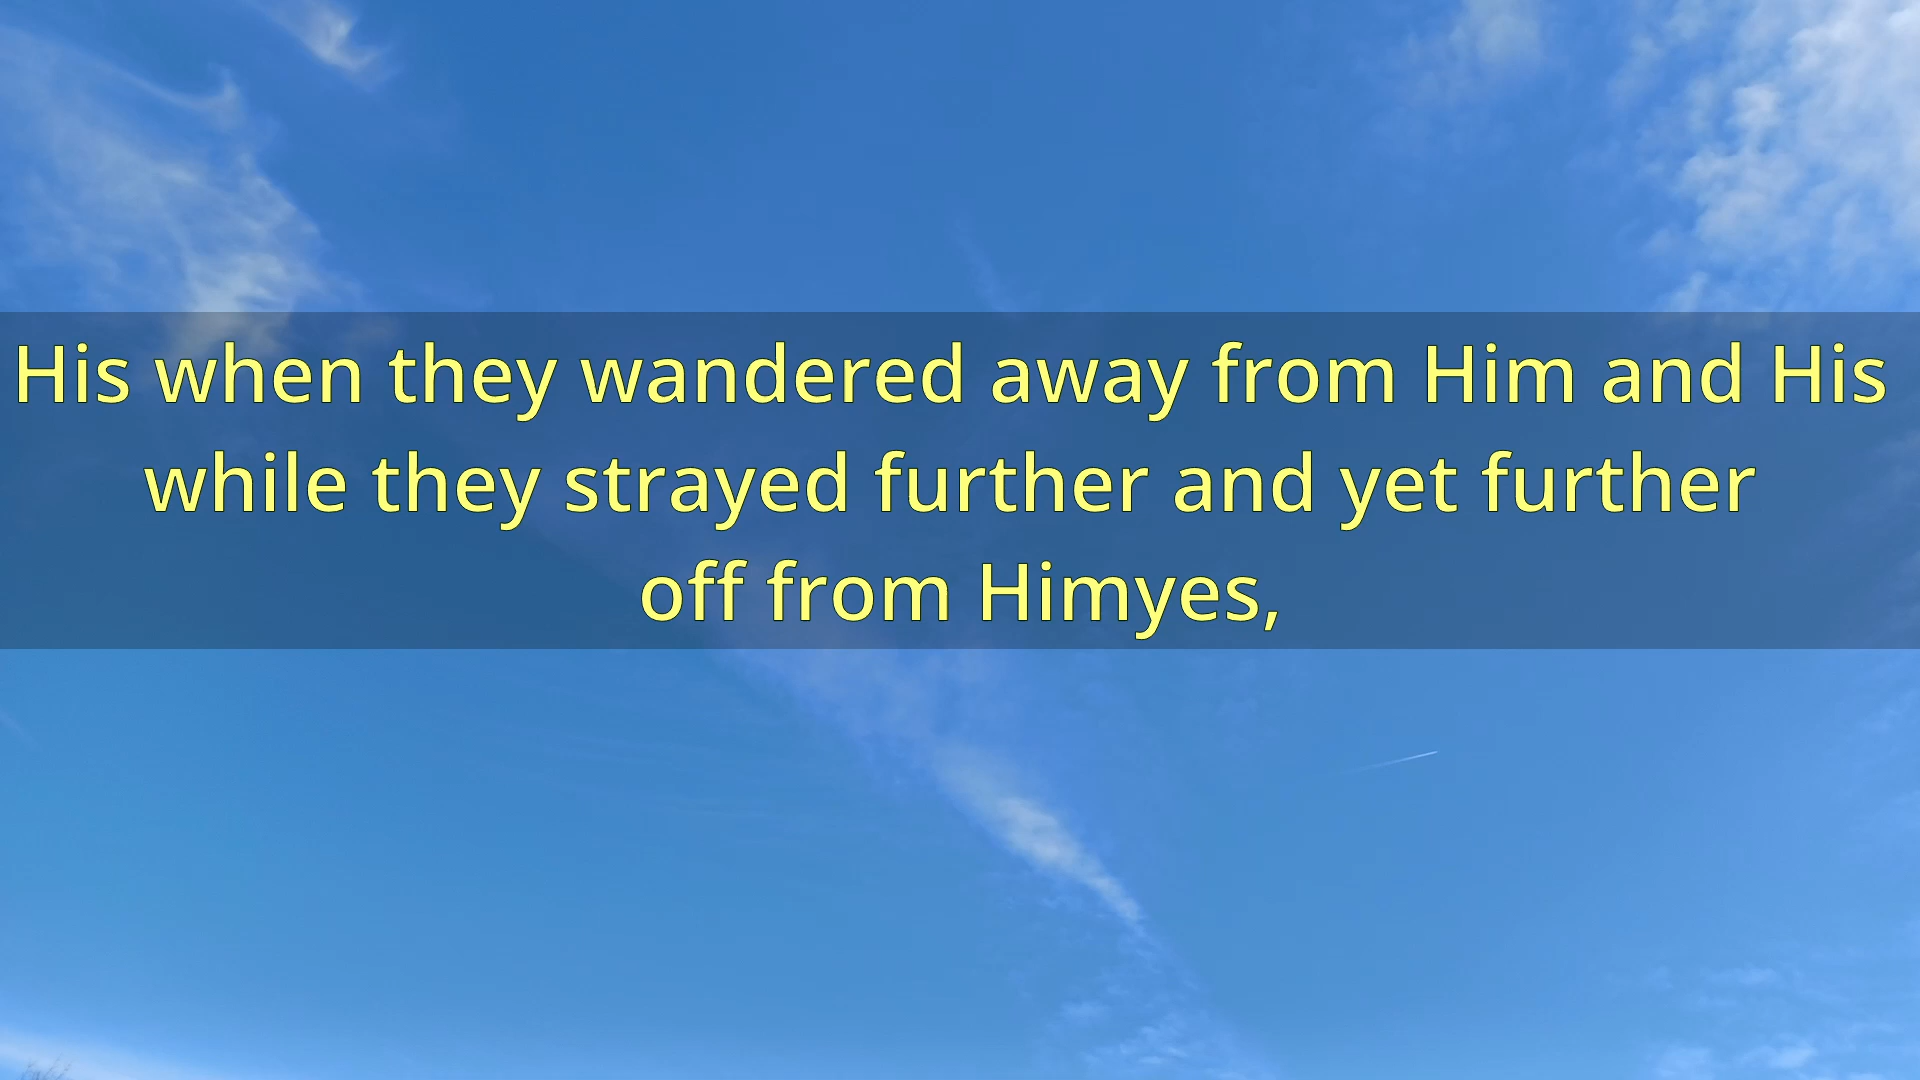 His when they wandered away from Him and His
while they strayed further and yet further
off from Himyes,